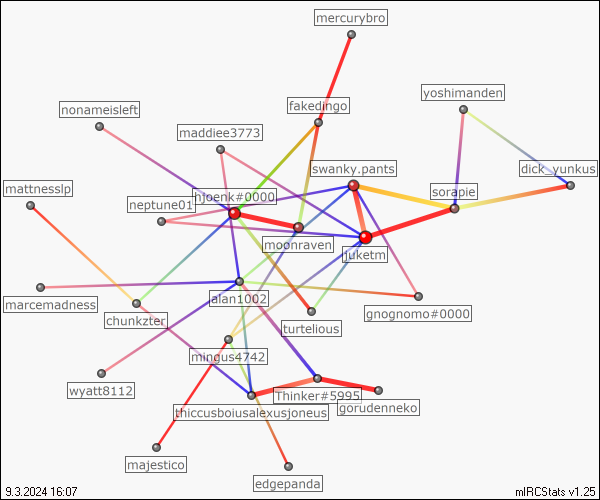 mercurybro
yoshimanden
fakedingo
nonameisleft
maddiee3773
swanky.pants
dick_yunkus
mattnesslp
neptune01
hjoenk#0000
sorapie
moonraven
juketm
marcemadness
alan1002
chunkzter
turtelious
gnognomo#0000
mingus4742
wyatt8112
Thinker#5995
gorudenneko
thiccusboiusalexusjoneus
majestico
edgepanda
9.3.2024 16:07
mIRCStats v1.25